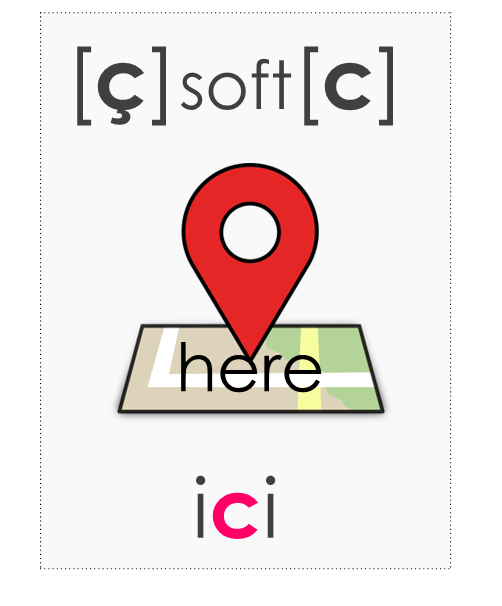 [ç] soft [c]
here
ici